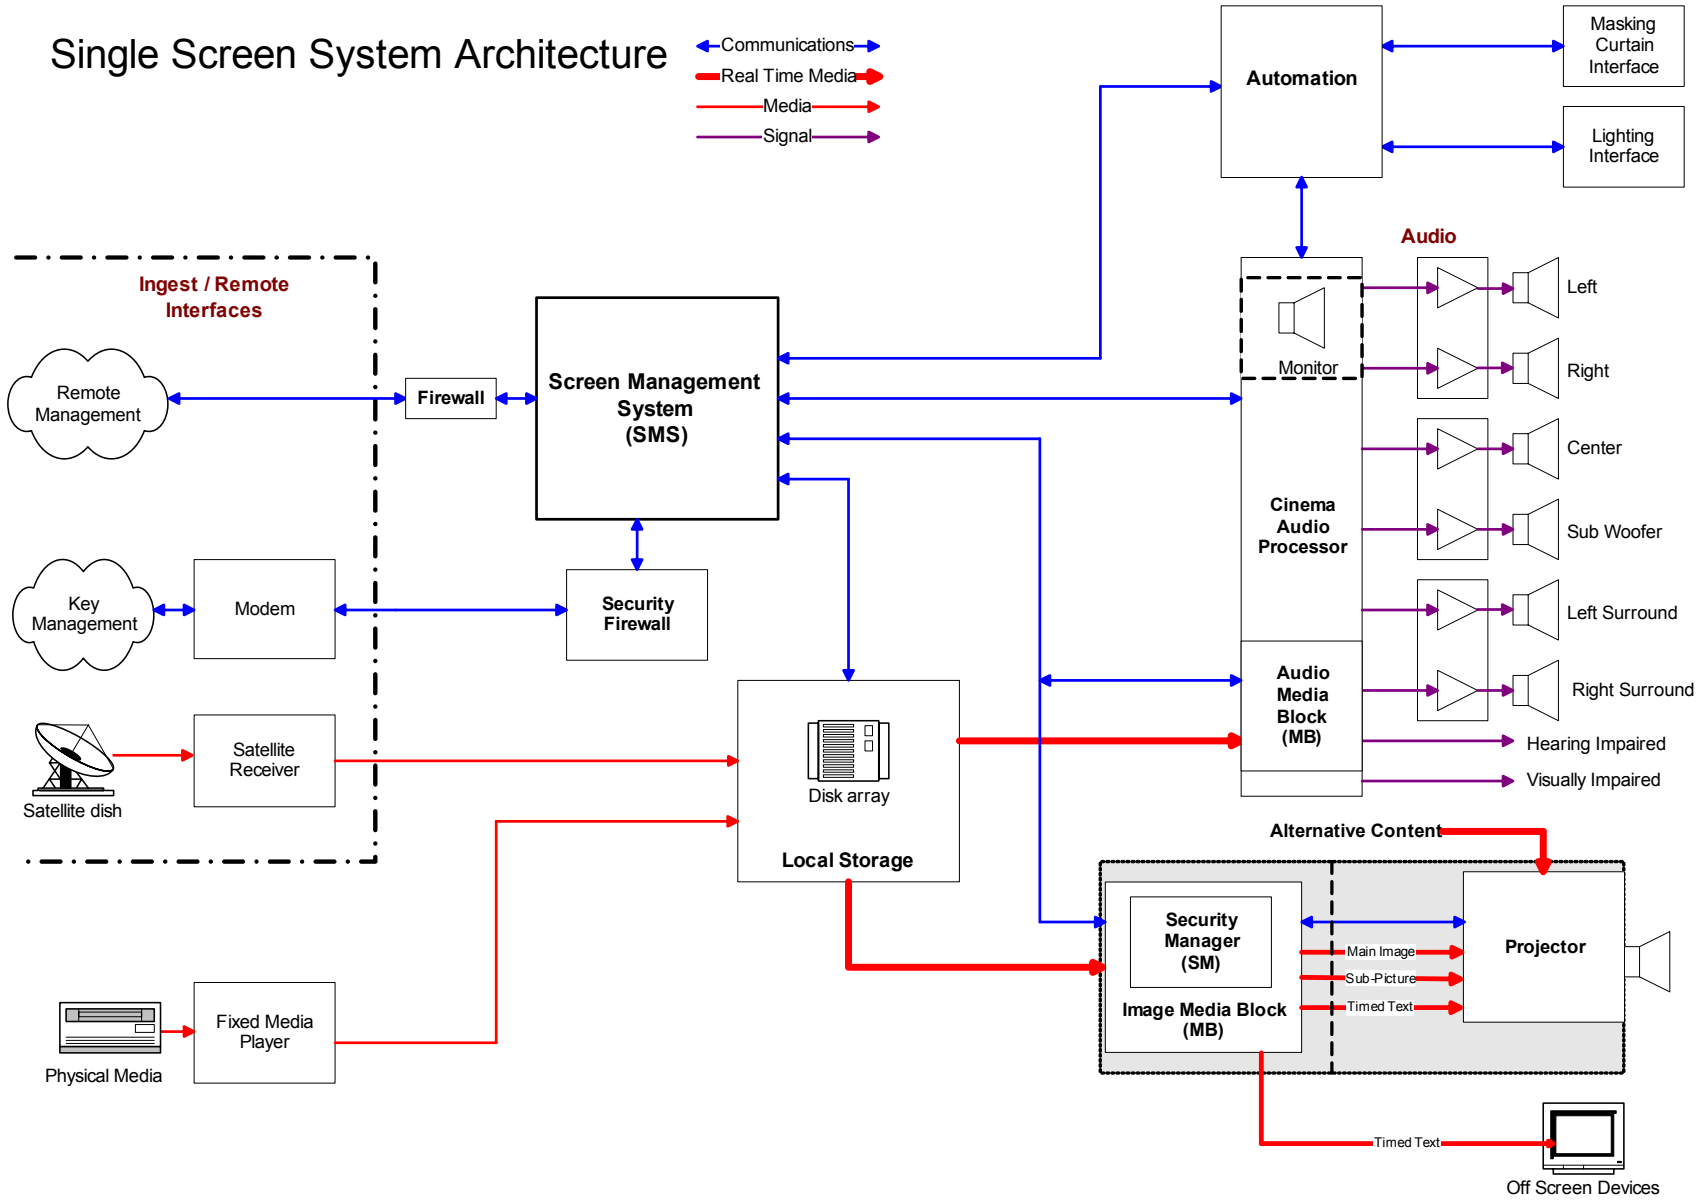 Single Screen System Architecture
Communications
Real Time Media
Media
Signal
Automation
Masking
Curtain
Interface
Lighting
Interface
Ingest / Remote
Interfaces
Remote
Management
Firewall
Screen Management
System
(SMS)
Key
Management
Modem
Security
Firewall
Satellite dish
Satellite
Receiver
Disk array
Local Storage
Physical Media
Fixed Media
Player
Audio
Monitor
Cinema
Audio
Processor
Audio
Media
Block
(MB)
Left
Right
Center
Sub Woofer
Left Surround
Right Surround
Hearing Impaired
Visually Impaired
Alternative Content
Security
Manager
(SM)
Image Media Block
(MB)
Main Image
Sub-Picture
Timed Text
Projector
Timed Text
Off Screen Devices